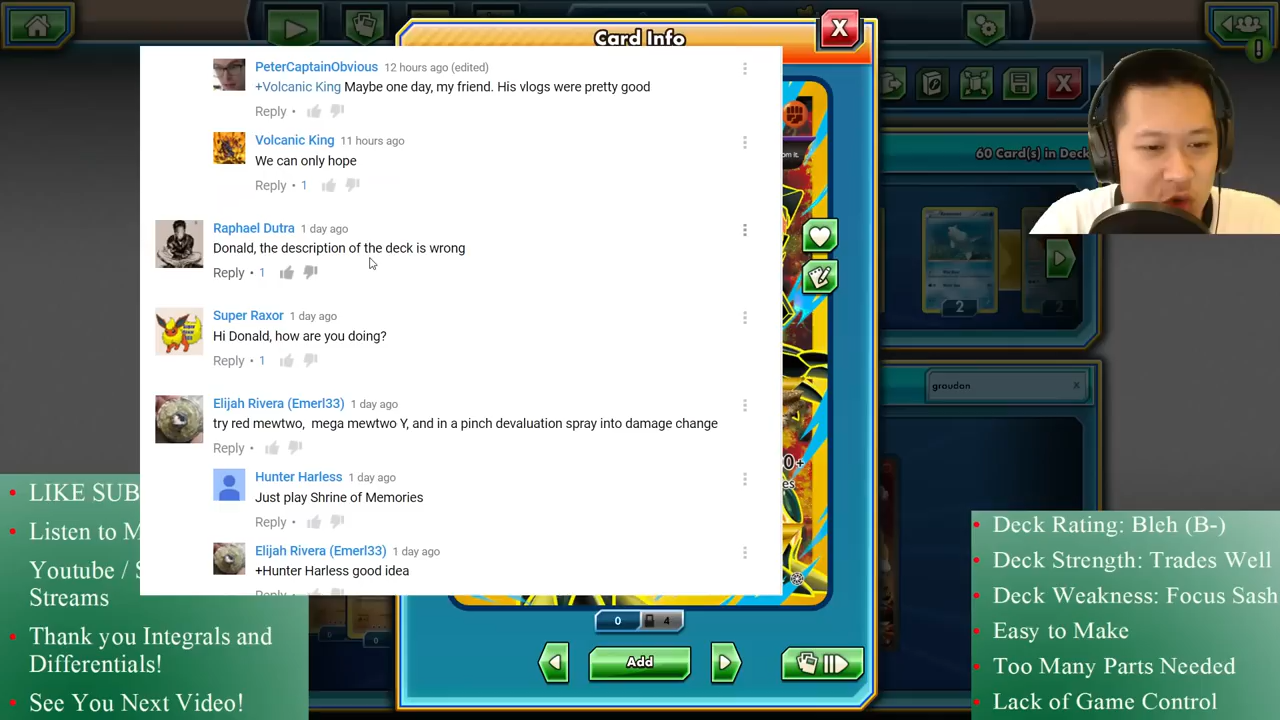 Card Info
PeterCaptainObvious 12 hours ago (edited)
+Volcanic King Maybe one day, my friend. His vlogs were pretty good
Reply
Volcanic King 11 hours ago
We can only hope
Reply • 1
60 Card(s) in Deck
Raphael Dutra 1 day ago
Donald, the description of the deck is wrong
Reply • 1
2
2
Super Raxor 1 day ago
Hi Donald, how are you doing?
Reply • 1
groudon
Elijah Rivera (Emerl33) 1 day ago
try red mewtwo, mega mewtwo Y, and in a pinch devaluation spray into damage change
Reply
Hunter Harless 1 day ago
Just play Shrine of Memories
Reply
Elijah Rivera (Emerl33) 1 day ago
+Hunter Harless good idea
• LIKE SUB
• Listen to M
Youtube / S
Streams
• Thank you Integrals and
Differentials!
• See You Next Video!
0 4
Add
• Deck Rating: Bleh (B-)
• Deck Strength: Trades Well
• Deck Weakness: Focus Sash
• Easy to Make
• Too Many Parts Needed
• Lack of Game Control